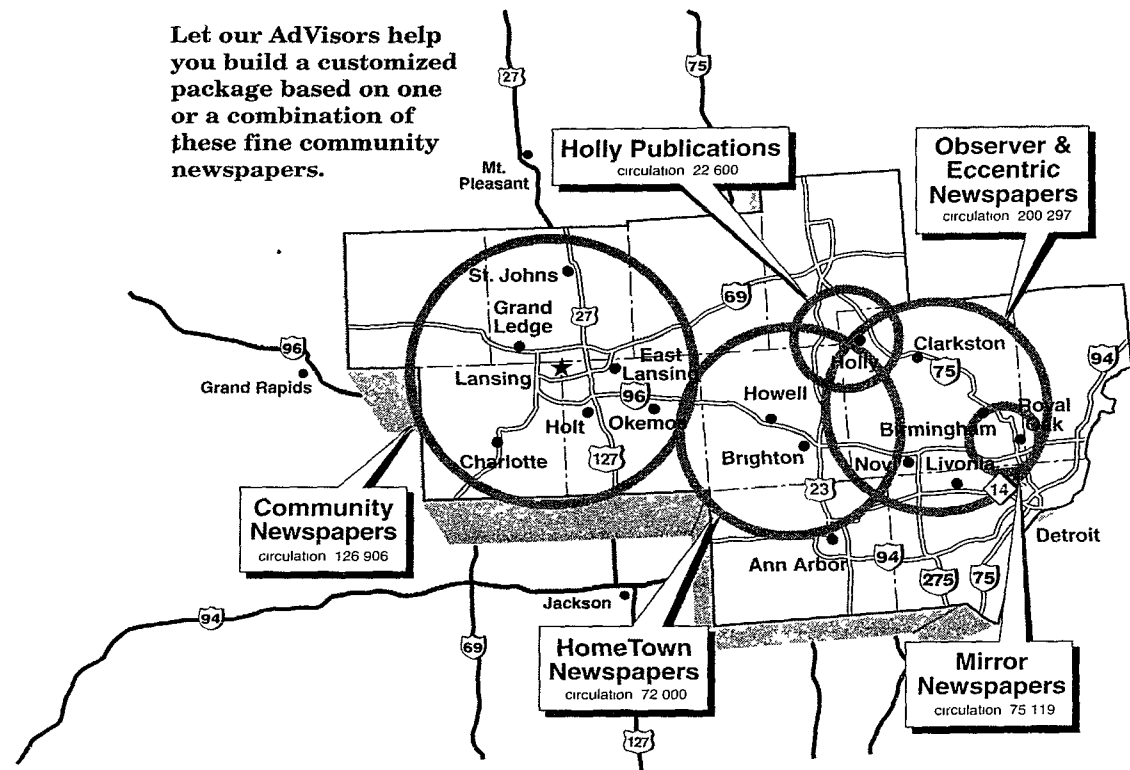 Let our AdVisors help
you build a customized
package based on one
or a combination of
these fine community
newspapers.
27
75
Mt.
Pleasant
Holly Publications
circulation 22 600
Observer &
Eccentric
Newspapers
circulation 200 297
St. Johns
69
Grand
Ledge
27
96
Grand Rapids
Lansing
East
Lansing
96
Holly
Clarkston
75
94
Howell
Holt
Okemos
Birmingham
Royal
Oak
Charlotte
127
Brighton
Novi
Livonia
23
14
Community
Newspapers
circulation 126 906
Detroit
Ann Arbor
94
275
75
Jackson
94
69
HomeTown
Newspapers
circulation 72 000
Mirror
Newspapers
circulation 75 119
127